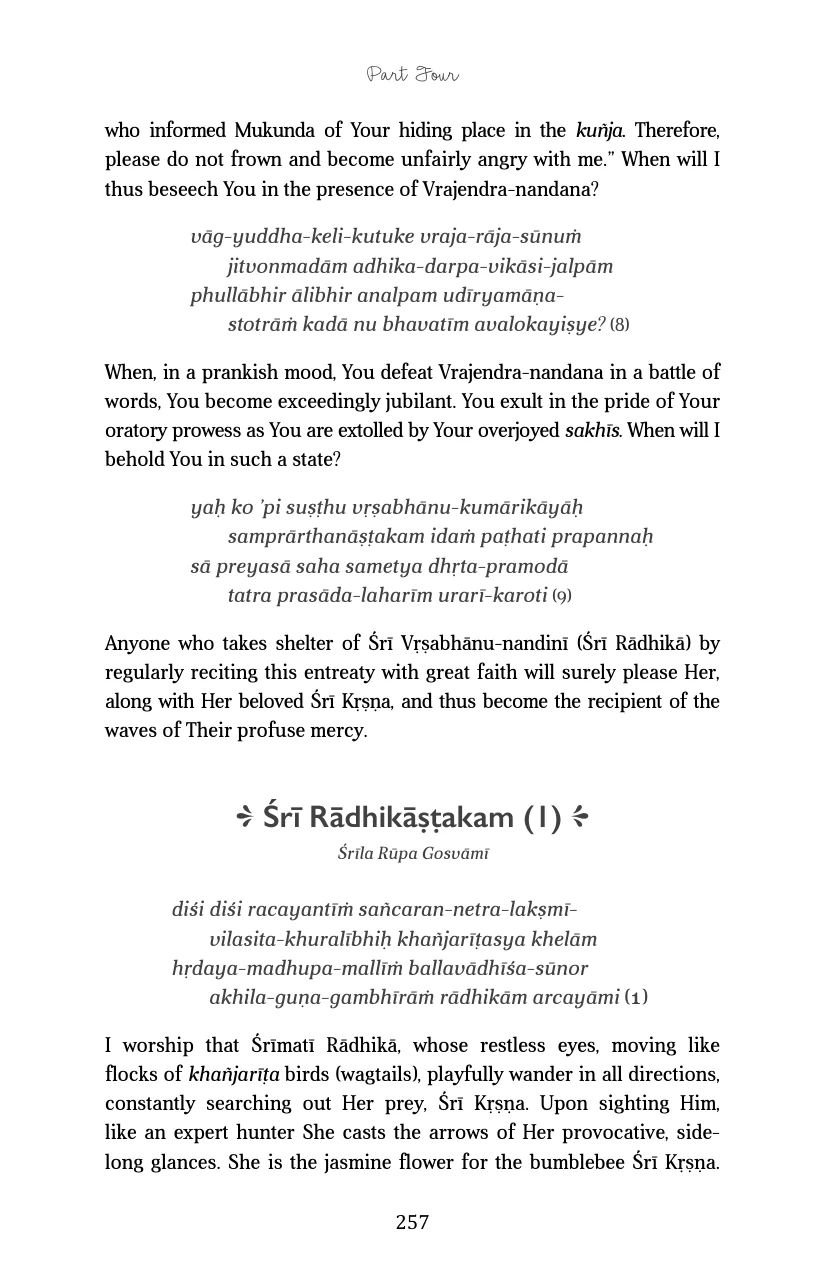 Part Four
who informed Mukunda of Your hiding place in the kuñja. Therefore,
please do not frown and become unfairly angry with me.” When will I
thus beseech You in the presence of Vrajendra-nandana?
vāg-yuddha-keli-kutuke vraja-rāja-sūnuṁ
jitvonmadām adhika-darpa-vikāsi-jalpām
phullābhir ālibhir analpam udīryamāṇa-
stotrāṁ kadā nu bhavatīm avalokayiṣye? (8)
When, in a prankish mood, You defeat Vrajendra-nandana in a battle of
words, You become exceedingly jubilant. You exult in the pride of Your
oratory prowess as You are extolled by Your overjoyed sakhīs. When will I
behold You in such a state?
yaḥ ko ’pi suṣṭhu vṛṣabhānu-kumārikāyāḥ
samprārthanāṣṭakam idaṁ paṭhati prapannaḥ
sā preyasā saha sametya dhṛta-pramodā
tatra prasāda-laharīm urarī-karoti (9)
Anyone who takes shelter of Śrī Vṛṣabhānu-nandinī (Śrī Rādhikā) by
regularly reciting this entreaty with great faith will surely please Her,
along with Her beloved Śrī Kṛṣṇa, and thus become the recipient of the
waves of Their profuse mercy.
Śrī Rādhikāṣṭakam (1)
Śrīla Rūpa Gosvāmī
diśi diśi racayantīṁ sañcaran-netra-lakṣmī-
vilasita-khuralībhiḥ khañjarīṭasya khelām
hṛdaya-madhupa-mallīṁ ballavādhīśa-sūnor
akhila-guṇa-gambhīrāṁ rādhikām arcayāmi (1)
I worship that Śrīmatī Rādhikā, whose restless eyes, moving like
flocks of khañjarīṭa birds (wagtails), playfully wander in all directions,
constantly searching out Her prey, Śrī Kṛṣṇa. Upon sighting Him,
like an expert hunter She casts the arrows of Her provocative, side-
long glances. She is the jasmine flower for the bumblebee Śrī Kṛṣṇa.
257